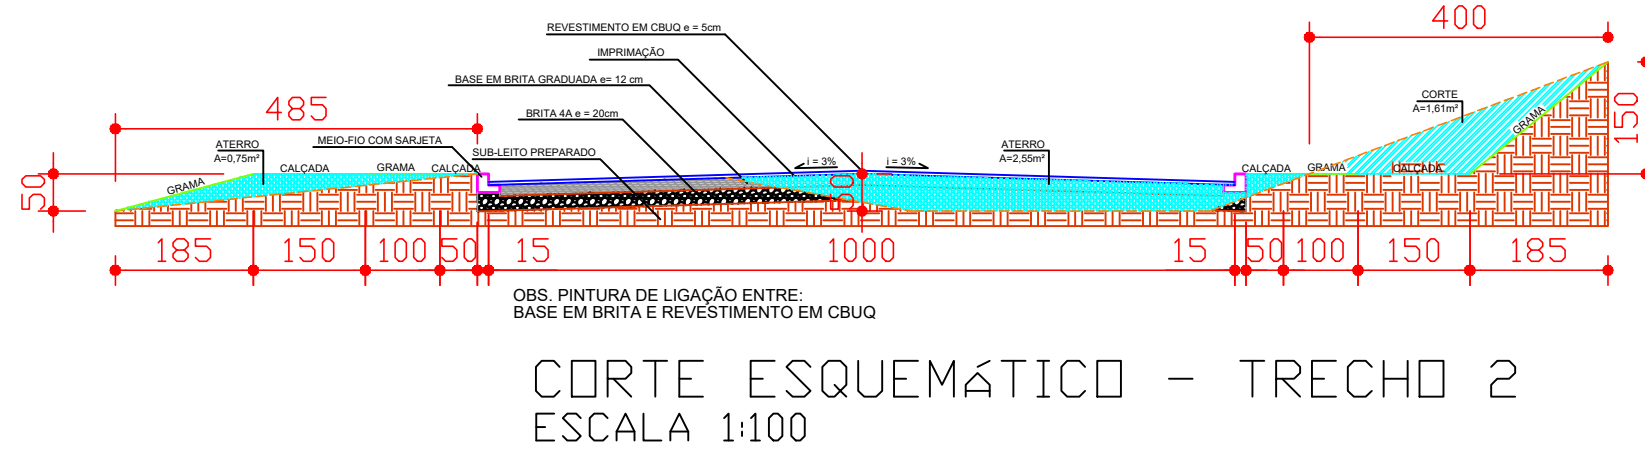 400
REVESTIMENTO EM CBUQ e = 5cm
IMPRIMAÇÃO
BASE EM BRITA GRADUADA e= 12 cm
CORTE
A=1,61m²
485
BRITA 4A e = 20cm
150
GRAMA
MEIO-FIO COM SARJETA
ATERRO
A=0,75m²
ATERRO
A=2,55m²
SUB-LEITO PREPARADO
i = 3%
i = 3%
CALÇADA
GRAMA
CALÇADA
CALÇADA
GRAMA
CALÇADA
GRAMA
50
50
185
150
100
50
15
1000
15
50
100
150
185
OBS. PINTURA DE LIGAÇÃO ENTRE:
BASE EM BRITA E REVESTIMENTO EM CBUQ
CORTE ESQUEMáTICO - TRECHO 2
ESCALA 1:100